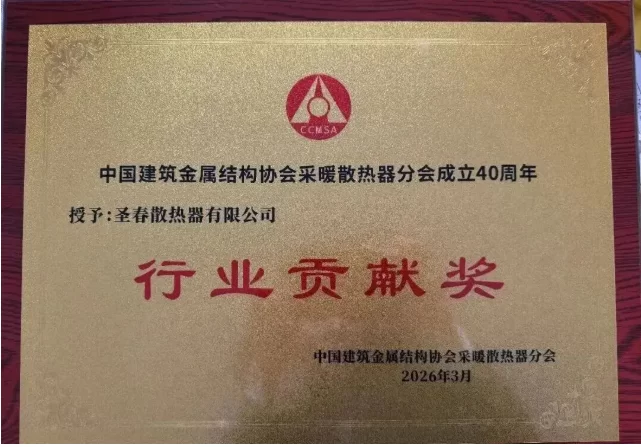 CCMSA
中国建筑金属结构协会采暖散热器分会成立40周年
授予:圣春散热器有限公司
行业贡献奖
中国建筑金属结构协会采暖散热器分会
2026年3月